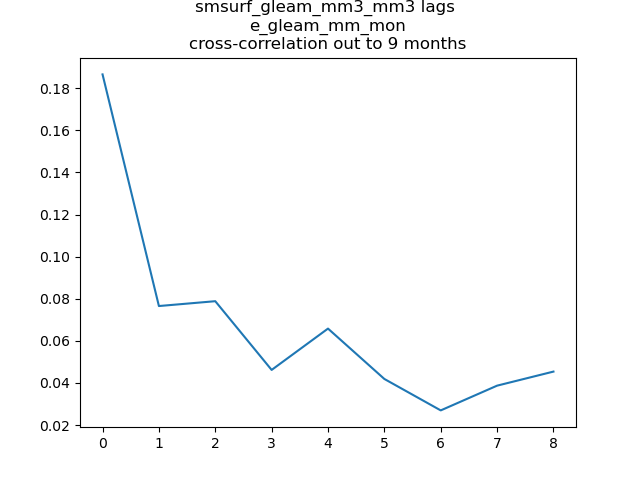 smsurf_gleam_mm3_mm3 lags
e_gleam_mm_mon
cross-correlation out to 9 months
0.18
0.16
0.14
0.12
0.10
0.08
0.06
0.04
0.02
0 1 2 3 4 5 6 7 8